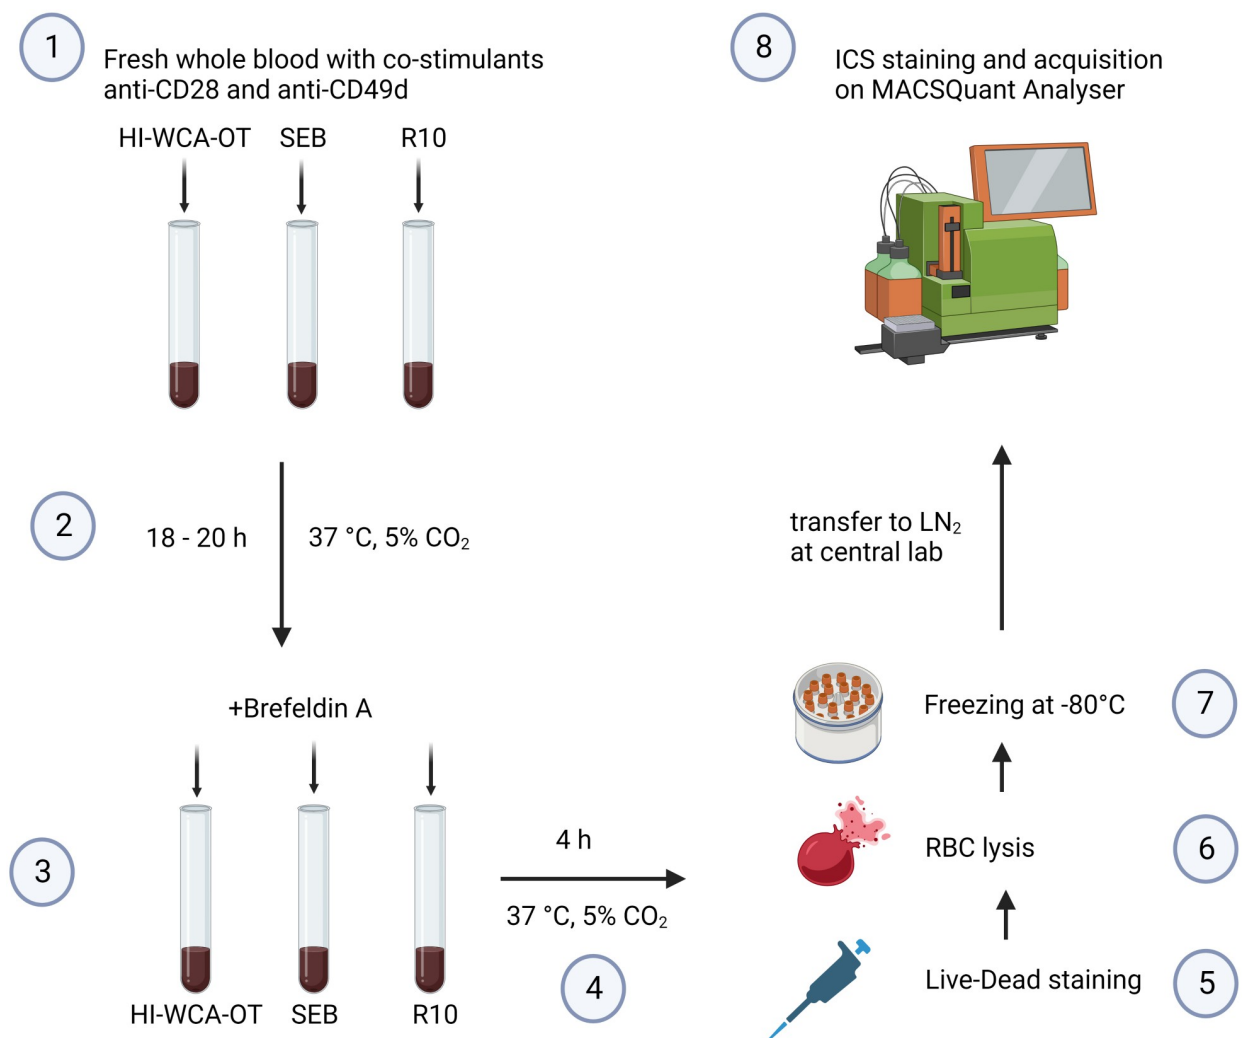 1
Fresh whole blood with co-stimulants
anti-CD28 and anti-CD49d
HI-WCA-OT SEB R10
2
18 - 20 h 37 °C, 5% CO₂
+Brefeldin A
3
HI-WCA-OT SEB R10
4 h
37 °C, 5% CO₂
4
Live-Dead staining
5
RBC lysis
6
Freezing at -80°C
7
transfer to LN₂
at central lab
8
ICS staining and acquisition
on MACSQuant Analyser